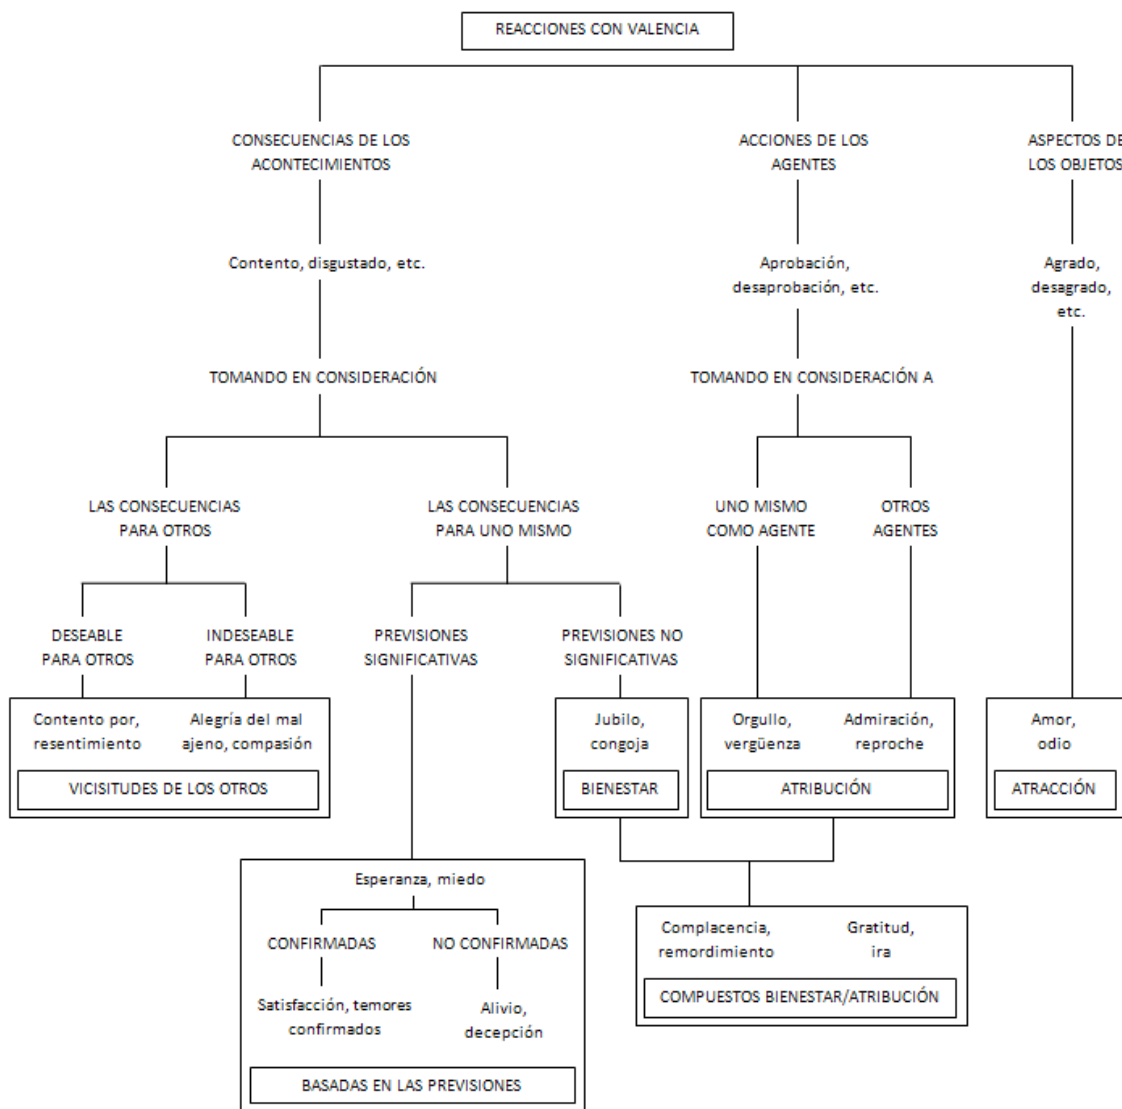 REACCIONES CON VALENCIA
CONSECUENCIAS DE LOS
ACONTECIMIENTOS
ACCIONES DE LOS
AGENTES
ASPECTOS DE
LOS OBJETOS
Contento, disgustado, etc.
Aprobación,
desaprobación, etc.
Agrado,
desagrado,
etc.
TOMANDO EN CONSIDERACIÓN
TOMANDO EN CONSIDERACIÓN A
LAS CONSECUENCIAS
PARA OTROS
LAS CONSECUENCIAS
PARA UNO MISMO
UNO MISMO
COMO AGENTE
OTROS
AGENTES
DESEABLE
PARA OTROS
INDESEABLE
PARA OTROS
PREVISIONES
SIGNIFICATIVAS
PREVISIONES NO
SIGNIFICATIVAS
Contento por,
resentimiento
Alegría del mal
ajeno, compasión
VICISITUDES DE LOS OTROS
Jubilo,
congoja
BIENESTAR
Orgullo,
vergüenza
Admiración,
reproche
ATRIBUCIÓN
Amor,
odio
ATRACCIÓN
Esperanza, miedo
CONFIRMADAS
NO CONFIRMADAS
Satisfacción, temores
confirmados
Alivio,
decepción
BASADAS EN LAS PREVISIONES
Complacencia,
remordimiento
Gratitud,
ira
COMPUESTOS BIENESTAR/ATRIBUCIÓN